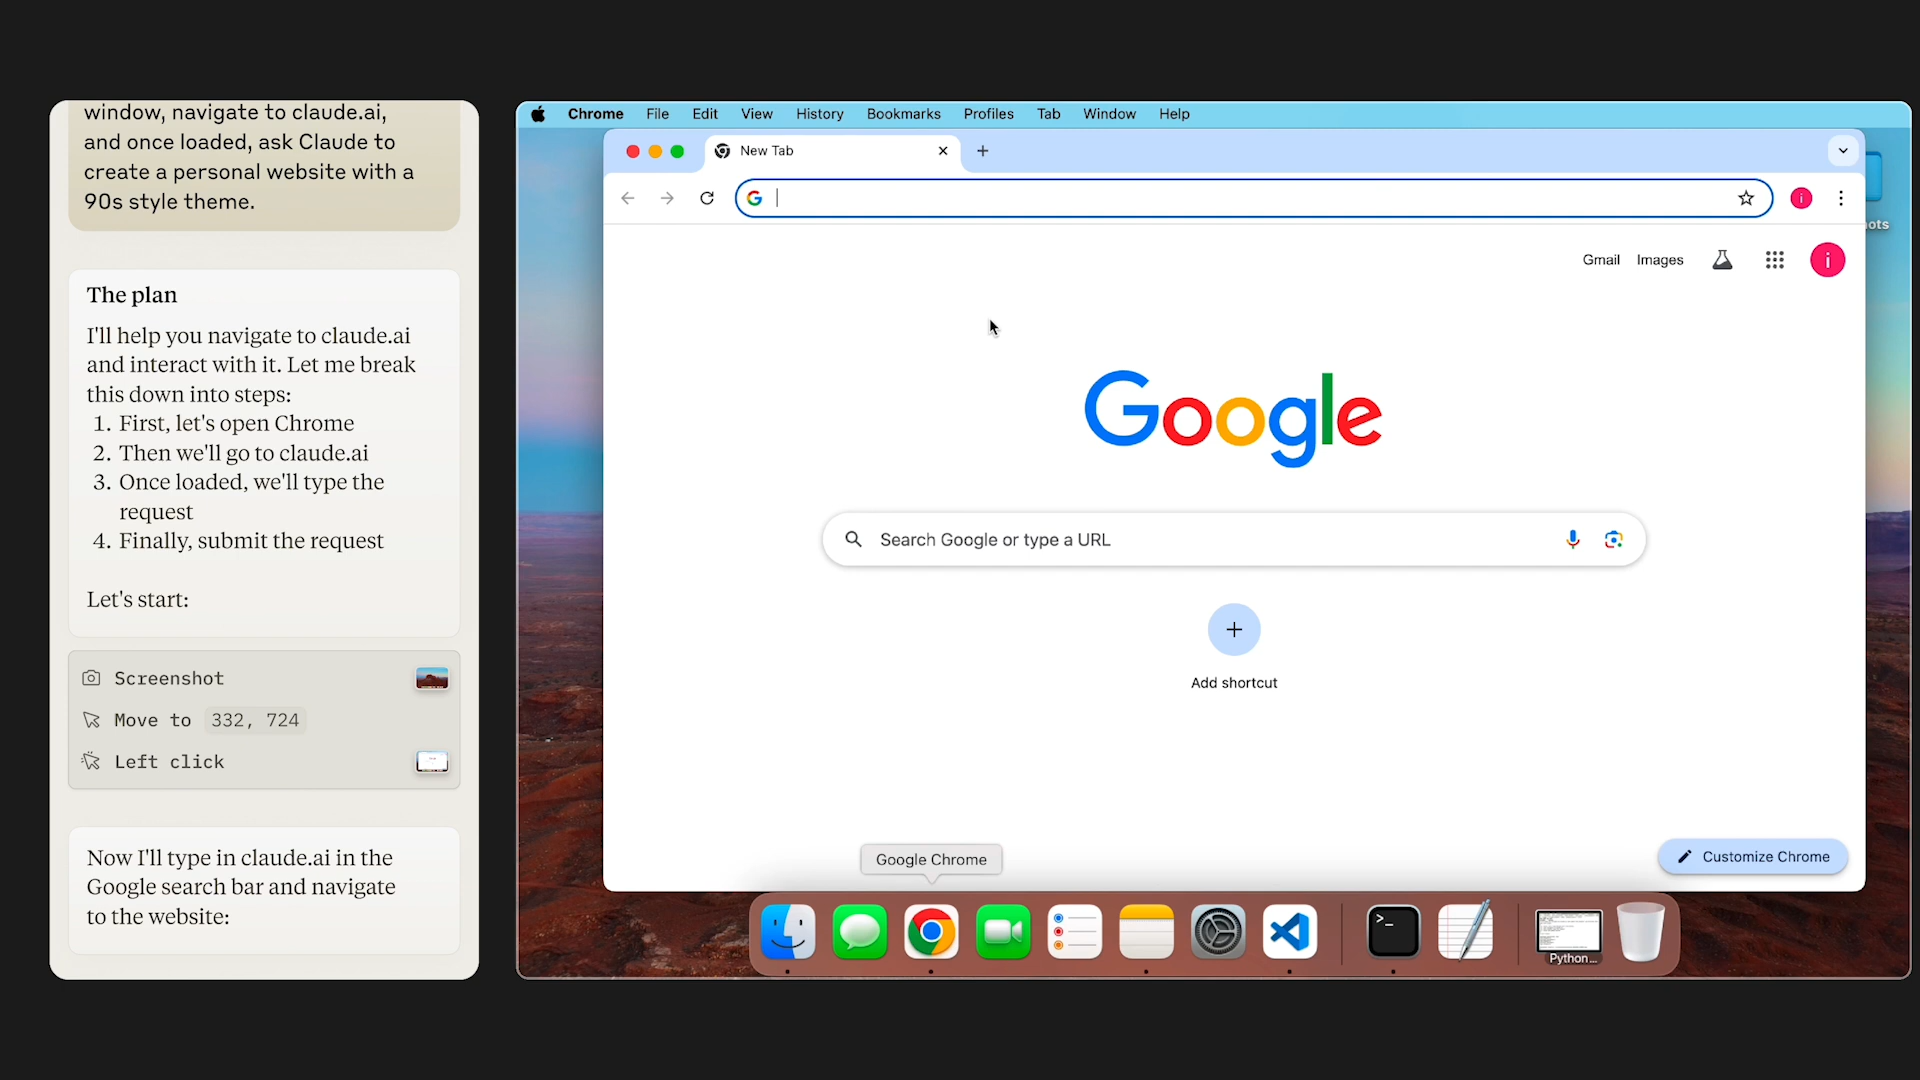 window, navigate to claude.ai,
and once loaded, ask Claude to
create a personal website with a
90s style theme.
The plan
I'll help you navigate to claude.ai
and interact with it. Let me break
this down into steps:
1. First, let's open Chrome
2. Then we'll go to claude.ai
3. Once loaded, we'll type the
request
4. Finally, submit the request
Let's start:
Screenshot
Move to 332, 724
Left click
Now I'll type in claude.ai in the
Google search bar and navigate
to the website:
Chrome File Edit View History Bookmarks Profiles Tab Window Help
New Tab
i
ots
Gmail Images i
Google
Search Google or type a URL
Add shortcut
Customize Chrome
Google Chrome
Python...